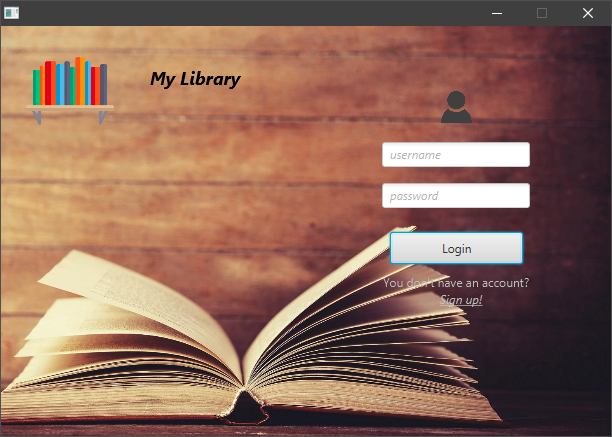 My Library
username
password
Login
You don't have an account?
Sign up!